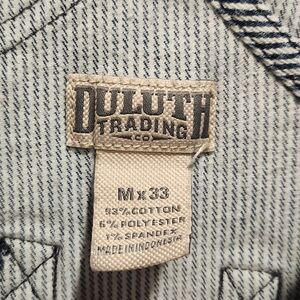 DULUTH
TRADING
CO
M x 33
93% COTTON
6% POLYESTER
1% SPANDEX
MADE IN INDONESIA